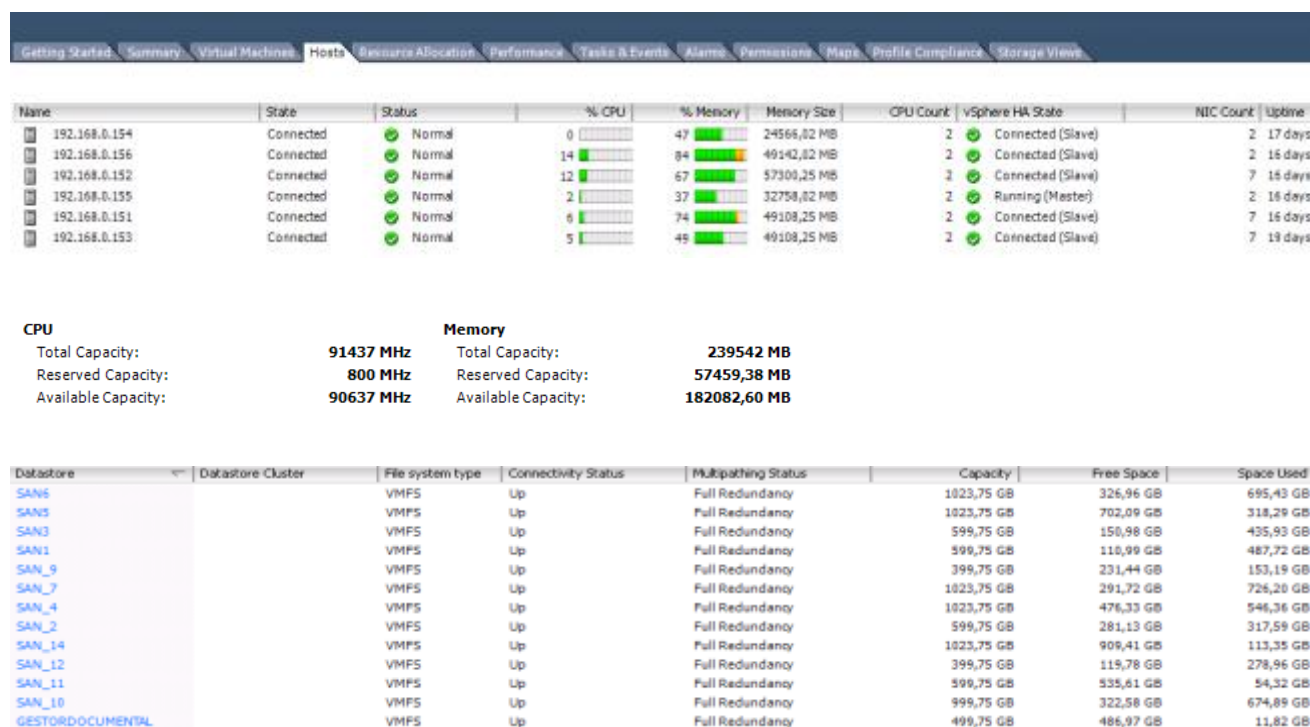 Getting Started Summary Virtual Machines Hosts Resource Allocation Performance Tasks & Events Alarms Permissions Maps Profile Compliance Storage Views
Name State Status % CPU % Memory Memory Size CPU Count vSphere HA State NIC Count Uptime
192.168.0.154 Connected Normal 0 47 24566,02 MB 2 Connected (Slave) 2 17 days
192.168.0.156 Connected Normal 14 84 49142,02 MB 2 Connected (Slave) 2 16 days
192.168.0.152 Connected Normal 12 67 57300,25 MB 2 Connected (Slave) 7 16 days
192.168.0.155 Connected Normal 2 37 32758,02 MB 2 Running (Master) 2 16 days
192.168.0.151 Connected Normal 6 74 49108,25 MB 2 Connected (Slave) 7 16 days
192.168.0.153 Connected Normal 5 49 49108,25 MB 2 Connected (Slave) 7 19 days
CPU Memory
Total Capacity: 91437 MHz Total Capacity: 239542 MB
Reserved Capacity: 800 MHz Reserved Capacity: 57459,38 MB
Available Capacity: 90637 MHz Available Capacity: 182082,60 MB
Datastore Datastore Cluster File system type Connectivity Status Multipathing Status Capacity Free Space Space Used
SAN6 VMFS Up Full Redundancy 1023,75 GB 326,96 GB 695,43 GB
SAN5 VMFS Up Full Redundancy 1023,75 GB 702,09 GB 318,29 GB
SAN3 VMFS Up Full Redundancy 599,75 GB 150,98 GB 435,93 GB
SAN1 VMFS Up Full Redundancy 599,75 GB 110,99 GB 487,72 GB
SAN_9 VMFS Up Full Redundancy 399,75 GB 231,44 GB 153,19 GB
SAN_7 VMFS Up Full Redundancy 1023,75 GB 291,72 GB 726,20 GB
SAN_4 VMFS Up Full Redundancy 1023,75 GB 476,33 GB 546,36 GB
SAN_2 VMFS Up Full Redundancy 599,75 GB 281,13 GB 317,59 GB
SAN_14 VMFS Up Full Redundancy 1023,75 GB 909,41 GB 113,35 GB
SAN_12 VMFS Up Full Redundancy 399,75 GB 119,78 GB 278,96 GB
SAN_11 VMFS Up Full Redundancy 599,75 GB 535,61 GB 54,32 GB
SAN_10 VMFS Up Full Redundancy 999,75 GB 322,58 GB 674,89 GB
GESTORDOCUMENTAL VMFS Up Full Redundancy 499,75 GB 486,97 GB 11,82 GB